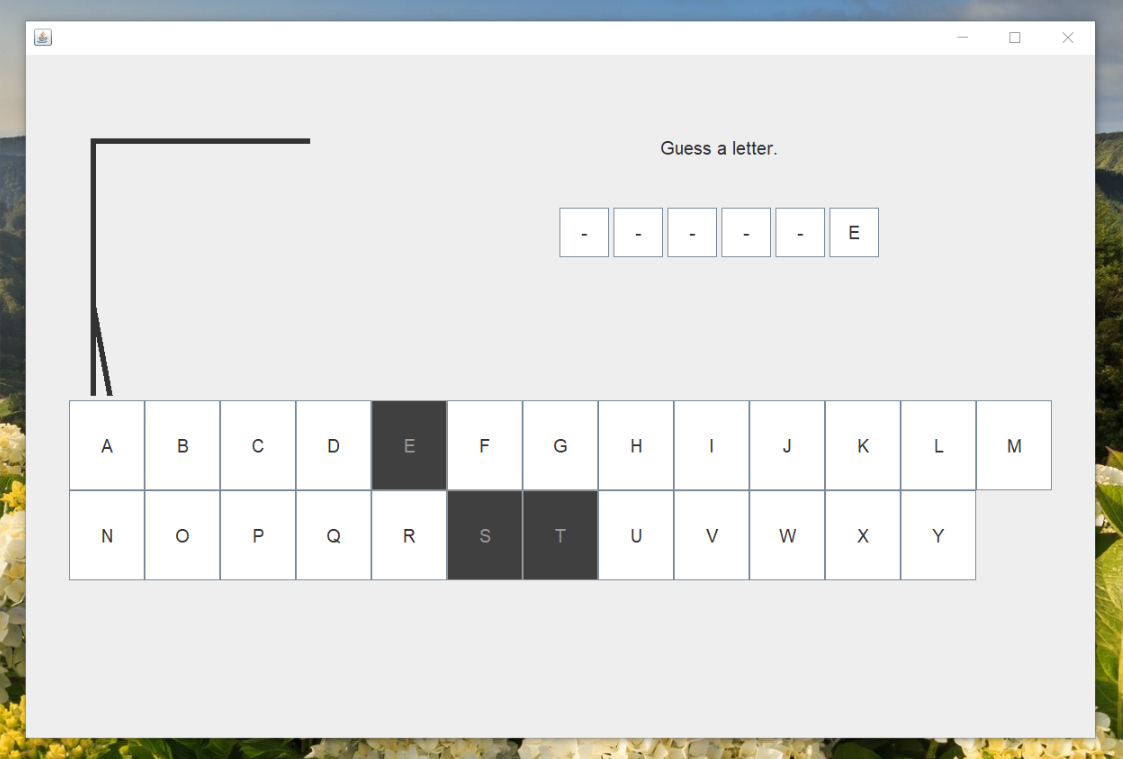 Guess a letter.
- - - - - E
A B C D E F G H I J K L M
N O P Q R S T U V W X Y